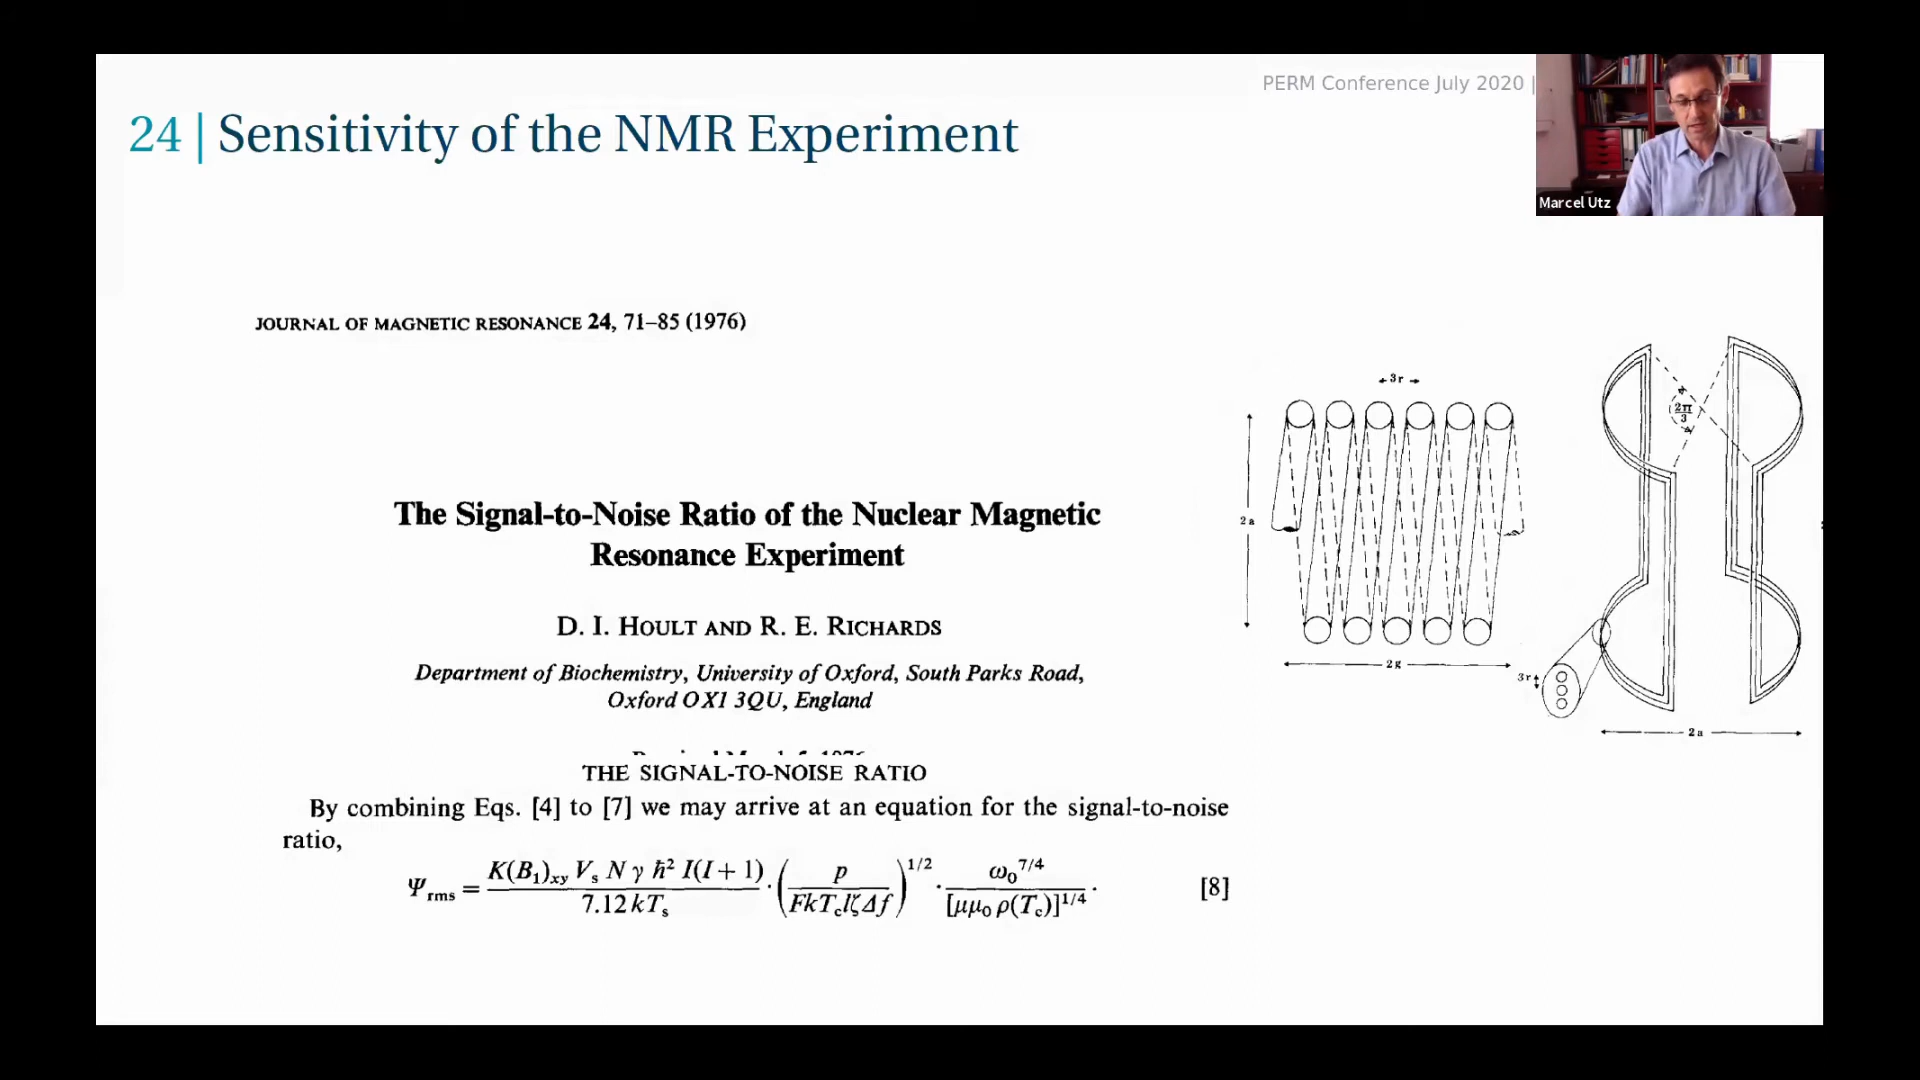 PERM Conference July 2020 |
24 | Sensitivity of the NMR Experiment
Marcel Utz
JOURNAL OF MAGNETIC RESONANCE 24, 71–85 (1976)
The Signal-to-Noise Ratio of the Nuclear Magnetic
Resonance Experiment
D. I. HOULT AND R. E. RICHARDS
Department of Biochemistry, University of Oxford, South Parks Road,
Oxford OX1 3QU, England
THE SIGNAL-TO-NOISE RATIO
By combining Eqs. [4] to [7] we may arrive at an equation for the signal-to-noise
ratio,
Ψrms = K(B₁)xy Vs N γ ħ² I(I + 1) / 7.12 kTs · (p / FkTc lζΔf)^1/2 · ω₀^7/4 / [μμ₀ ρ(Tc)]^1/4 · [8]
3r
2a
2g
2π/3
3r
2a